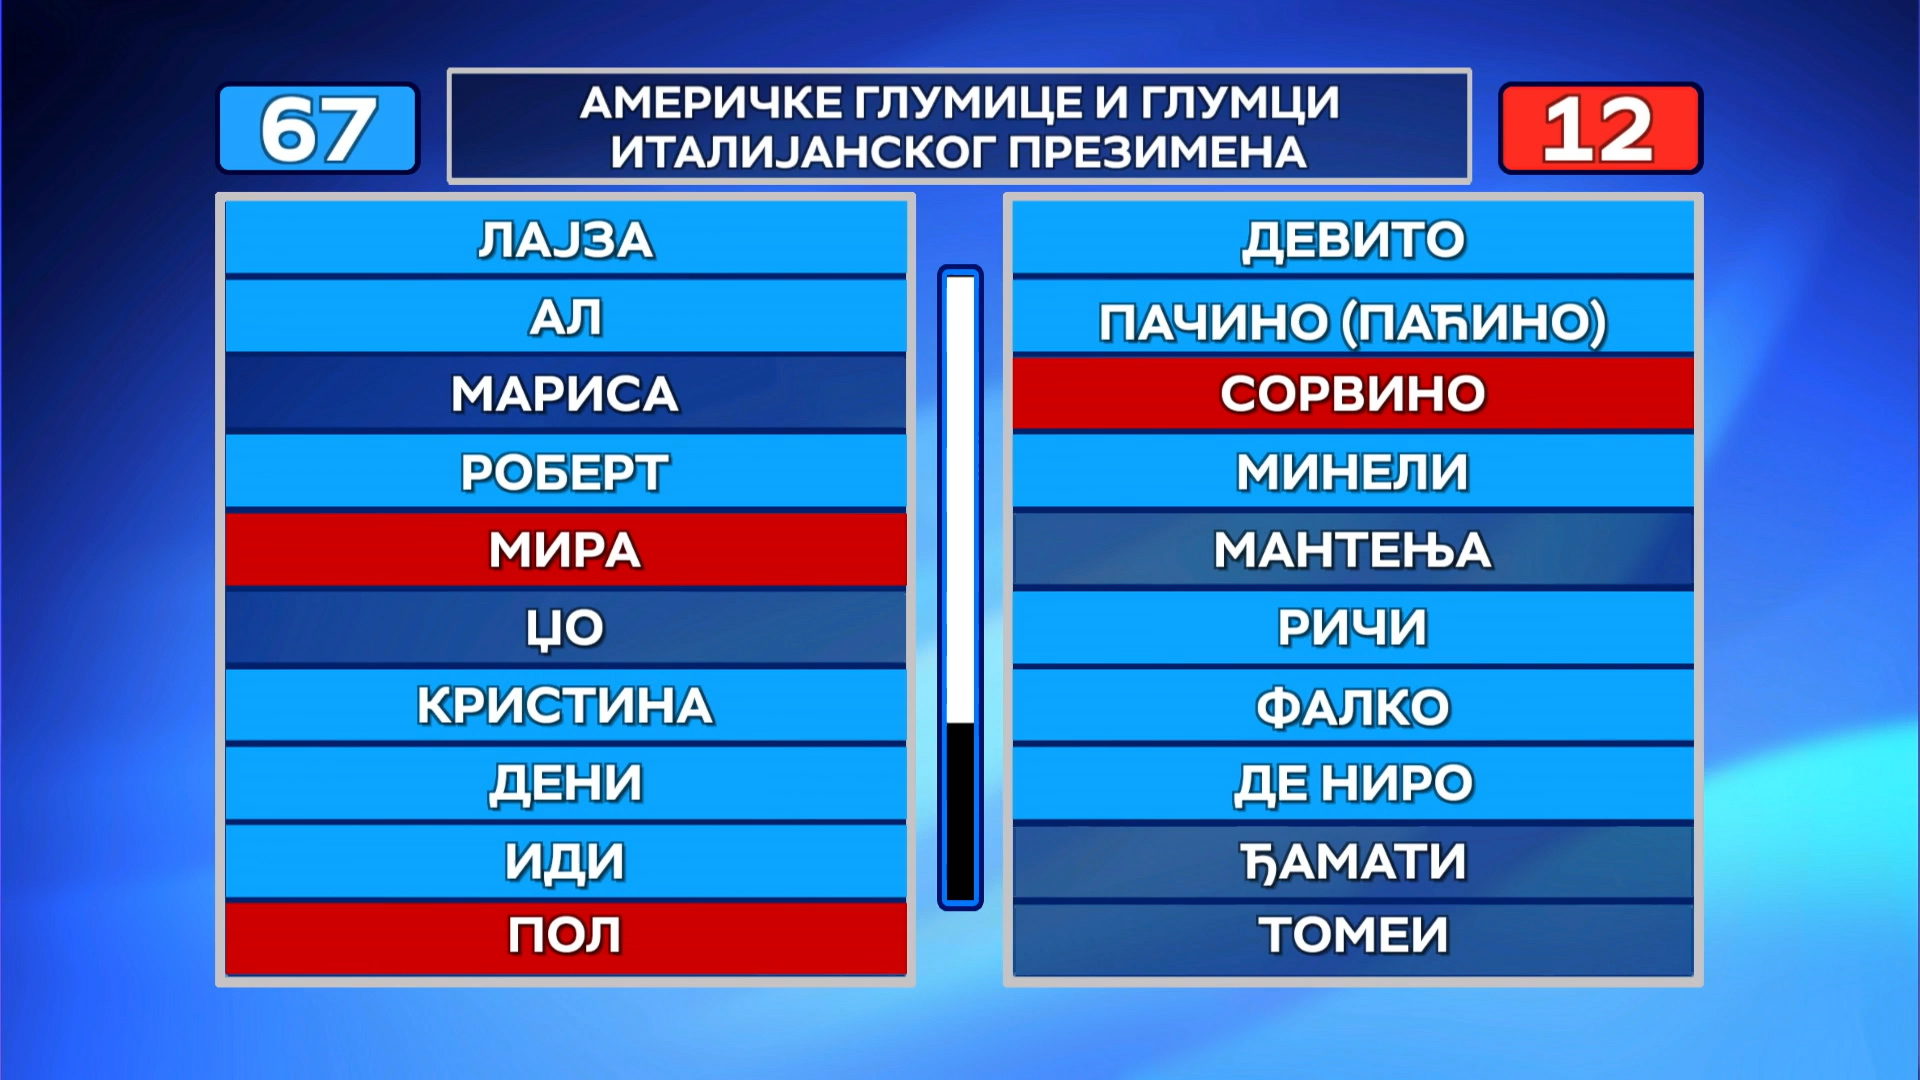 67
АМЕРИЧКЕ ГЛУМИЦЕ И ГЛУМЦИ
ИТАЛИЈАНСКОГ ПРЕЗИМЕНА
12
ЛАЈЗА
АЛ
МАРИСА
РОБЕРТ
МИРА
ЏО
КРИСТИНА
ДЕНИ
ИДИ
ПОЛ
ДЕВИТО
ПАЧИНО (ПАЋИНО)
СОРВИНО
МИНЕЛИ
МАНТЕЊА
РИЧИ
ФАЛКО
ДЕ НИРО
ЂАМАТИ
ТОМЕИ